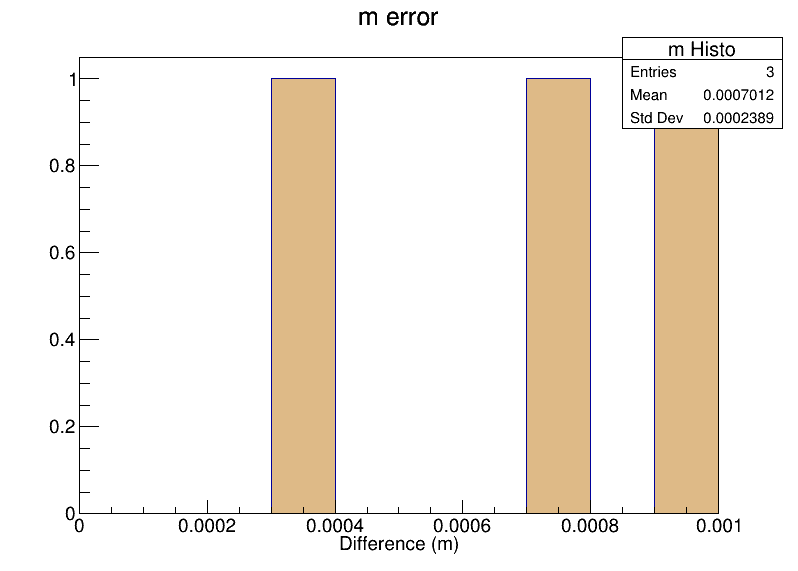 m error
m Histo
Entries 3
Mean 0.0007012
Std Dev 0.0002389
1
0.8
0.6
0.4
0.2
0
0 0.0002 0.0004 0.0006 0.0008 0.001
Difference (m)